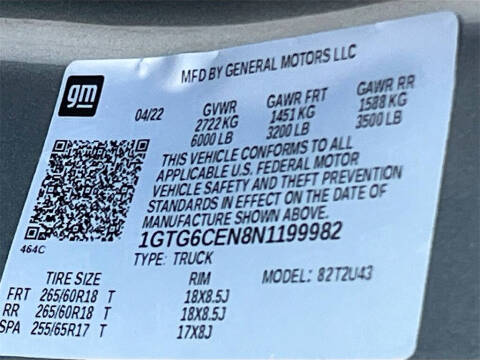 MFD BY GENERAL MOTORS LLC
gm
04/22 GVWR GAWR FRT GAWR RR
2722KG 1451 KG 1588 KG
6000 LB 3200 LB 3500 LB
THIS VEHICLE CONFORMS TO ALL
APPLICABLE U.S. FEDERAL MOTOR
VEHICLE SAFETY AND THEFT PREVENTION
STANDARDS IN EFFECT ON THE DATE OF
MANUFACTURE SHOWN ABOVE.
464C
1GTG6CEN8N1199982
TYPE: TRUCK MODEL: 82T2U43
TIRE SIZE RIM
FRT 265/60R18 T 18X8.5J
RR 265/60R18 T 18X8.5J
SPA 255/65R17 T 17X8J